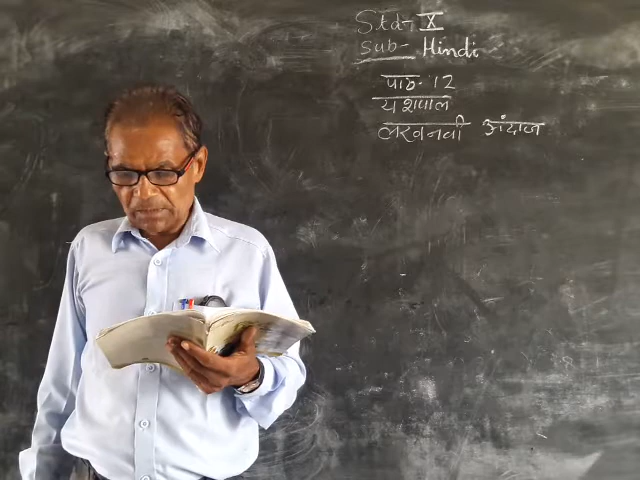 Std- X
Sub- Hindi
पाठ- 12
यशपाल
लखनवी अंदाज